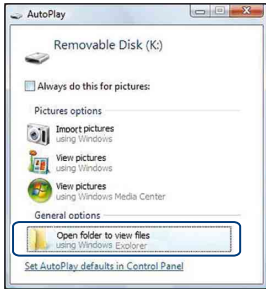 AutoPlay
Removable Disk (K:)
Always do this for pictures:
Pictures options
Import pictures
using Windows
View pictures
using Windows
View pictures
using Windows Media Center
General options
Open folder to view files
using Windows Explorer
Set AutoPlay defaults in Control Panel